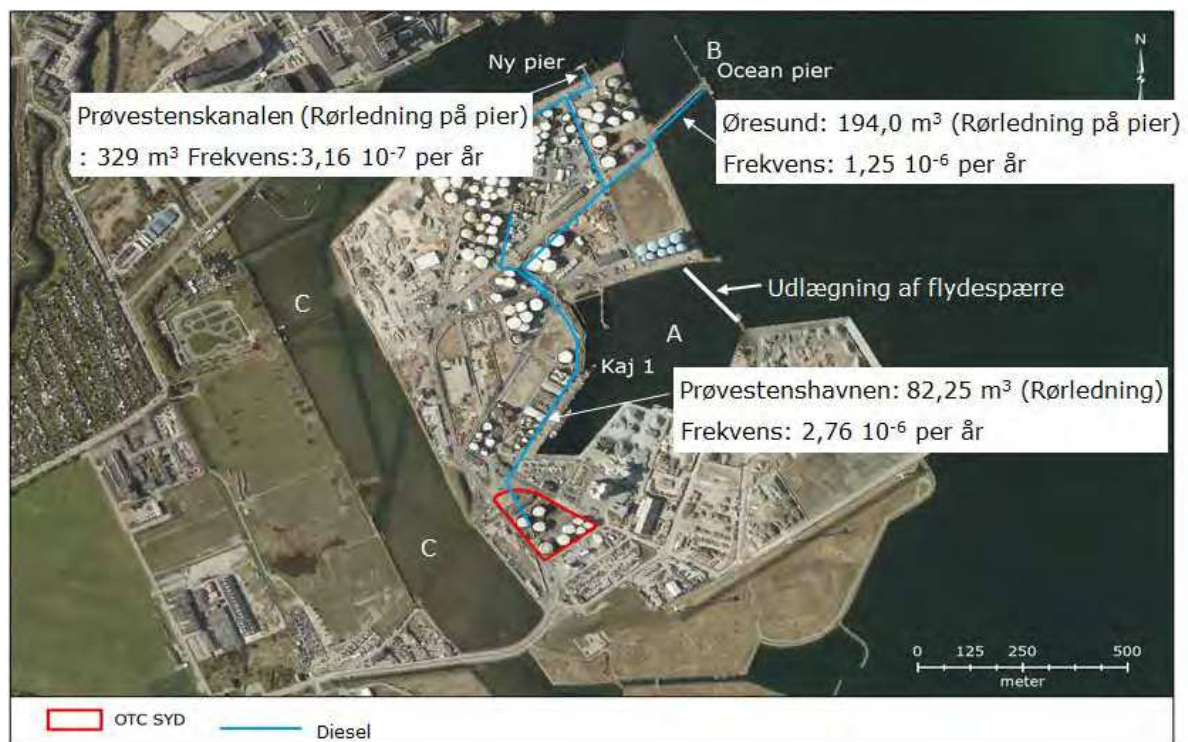 Ny pier
B
Ocean pier
N
Prøvestenskanalen (Rørledning på pier)
: 329 m³ Frekvens:3,16 10⁻⁷ per år
Øresund: 194,0 m³ (Rørledning på pier)
Frekvens: 1,25 10⁻⁶ per år
C
Udlægning af flydespærre
A
Kaj 1
Prøvestenshavnen: 82,25 m³ (Rørledning)
Frekvens: 2,76 10⁻⁶ per år
C
0 125 250 500
meter
OTC SYD
Diesel